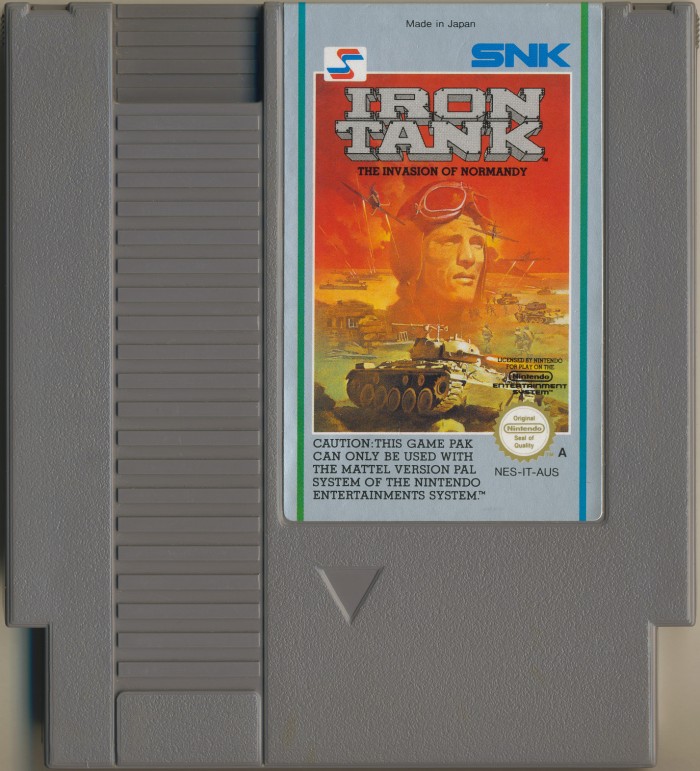 Made in Japan
SNK
S
IRON
TANK™
THE INVASION OF NORMANDY
LICENSED BY NINTENDO
FOR PLAY ON THE
Nintendo
ENTERTAINMENT
SYSTEM™
Original
Nintendo
Seal of
Quality
A
CAUTION:THIS GAME PAK
CAN ONLY BE USED WITH
THE MATTEL VERSION PAL
SYSTEM OF THE NINTENDO
ENTERTAINMENTS SYSTEM.™
NES-IT-AUS